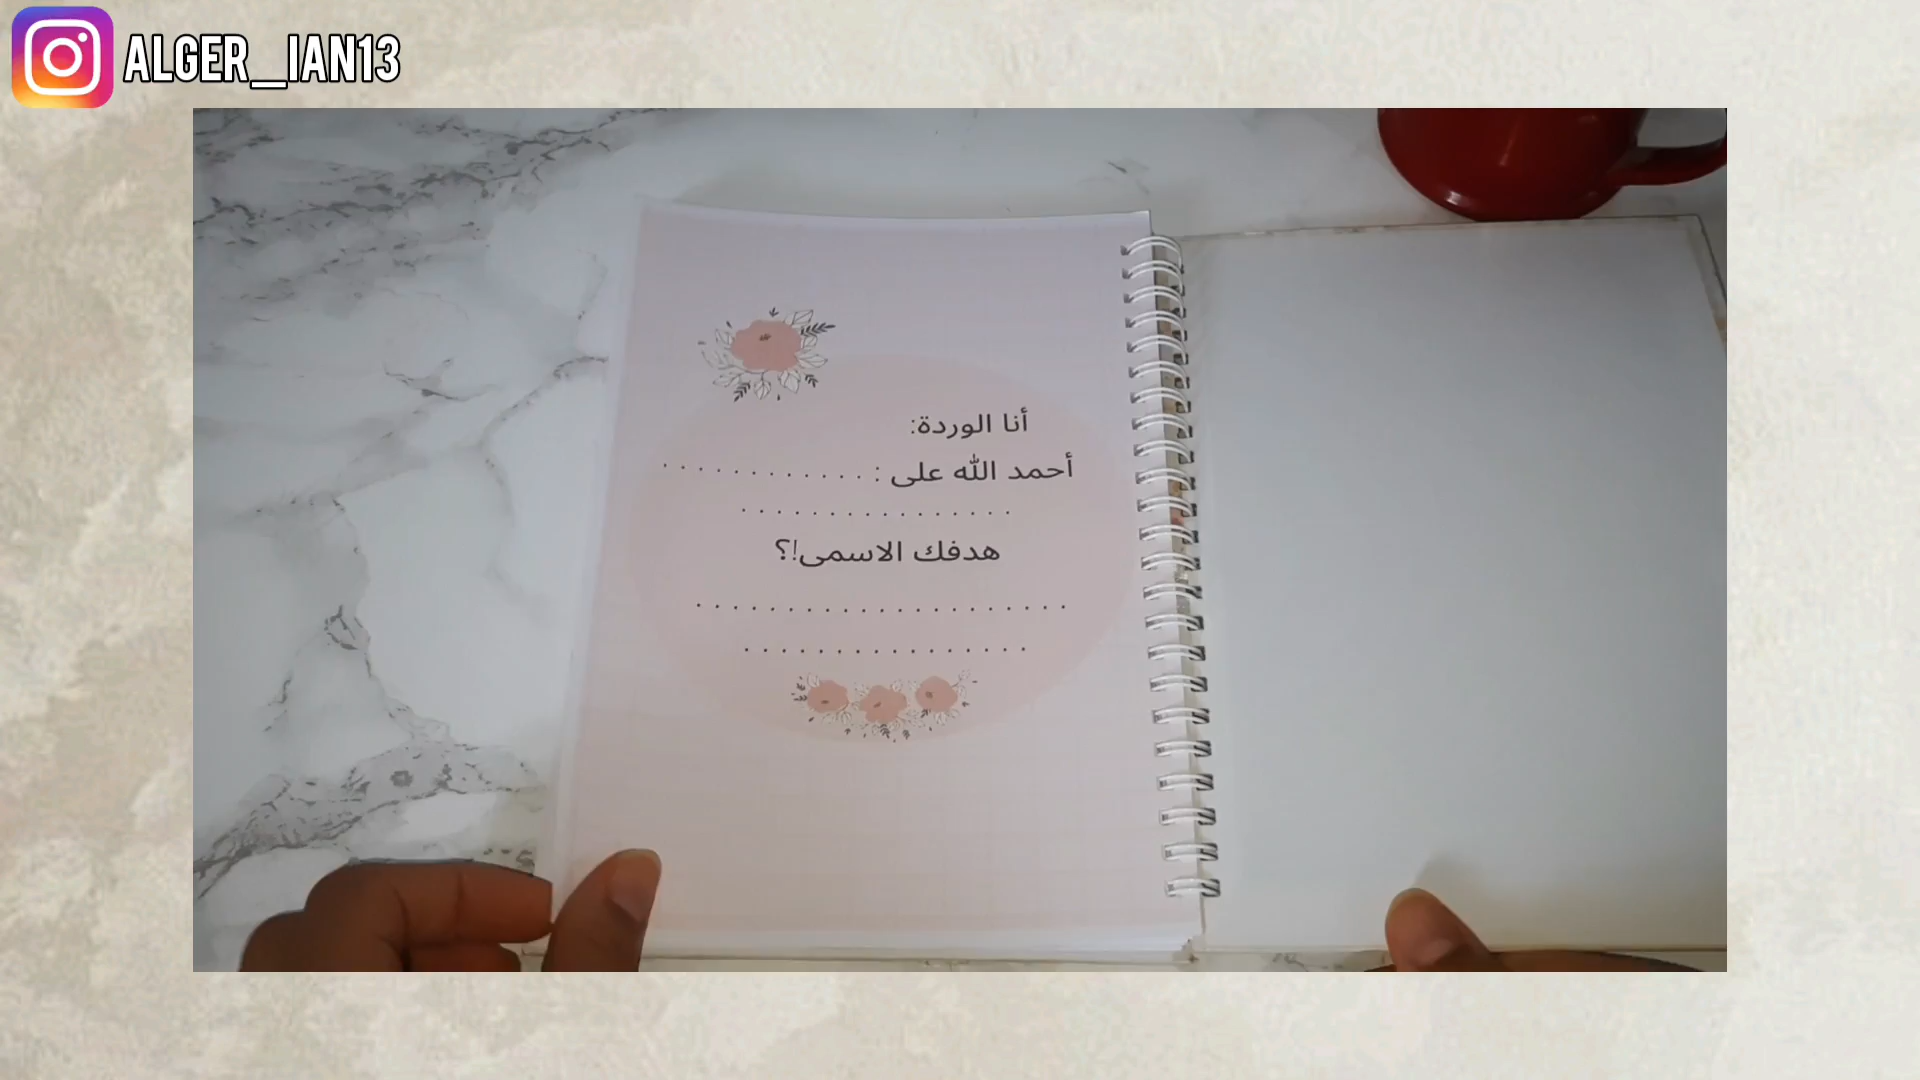 ALGER_IAN13
أنا الوردة:
أحمد الله على : . . . . . . . . . . . . .
. . . . . . . . . . . . . . . .
هدفك الاسمى!؟
. . . . . . . . . . . . . . . . . . . . .
. . . . . . . . . . . . . . . .